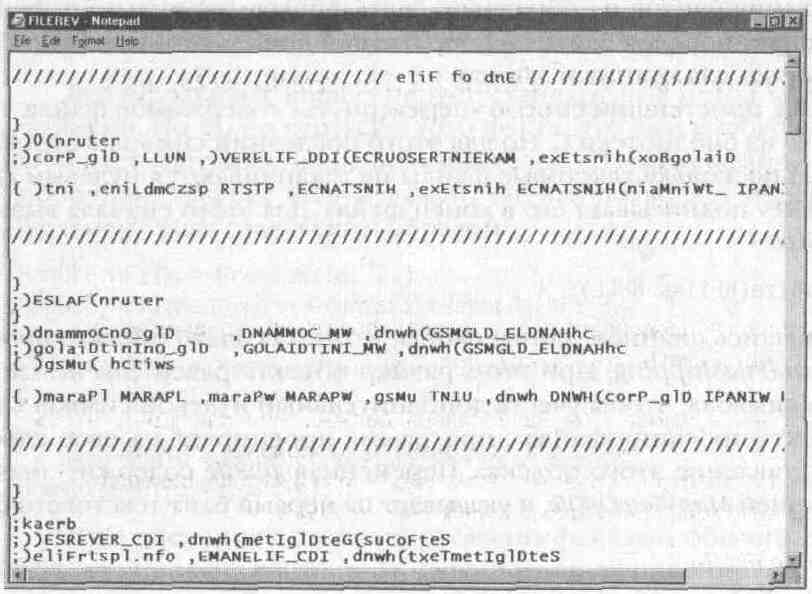 FILEREV - Notepad
File Edit Format Help
////////////////////////////////// eliF fo dnE ///////////////////////
}
;)0(nruter
;)corP_glD ,LLUN ,)VERELIF_DDI(ECRUOSERTNIEKAM ,exEtsnih(xoBgolaiD
{ )tni ,eniLdmCzsp RTSTP ,ECNATSNIH ,exEtsnih ECNATSNIH(niaMniWt_ IPANI
//////////////////////////////////////////////////////////////////////
}
;)ESLAF(nruter
}
;)dnammoCnO_glD ,DNAMMOC_MW ,dnwh(GSMGLD_ELDNAHhc
;)golaiDtinInO_glD ,GOLAIDTINI_MW ,dnwh(GSMGLD_ELDNAHhc
{ )gsMu( hctiws
{ )maraPl MARAPL ,maraPw MARAPW ,gsMu TNIU ,dnwh DNWH(corP_glD IPANIW
//////////////////////////////////////////////////////////////////////
}
}
;kaerb
;))ESREVER_CDI ,dnwh(metIglDteG(sucoFteS
;)eliFrtspl.nfo ,EMANELIF_CDI ,dnwh(txeTmetIglDteS